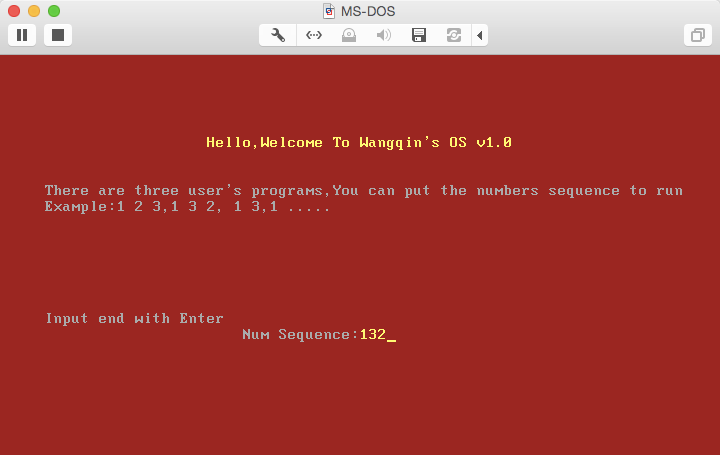 MS-DOS
Hello,Welcome To Wangqin's OS v1.0
There are three user's programs,You can put the numbers sequence to run
Example:1 2 3,1 3 2, 1 3,1 .....
Input end with Enter
Num Sequence:132_